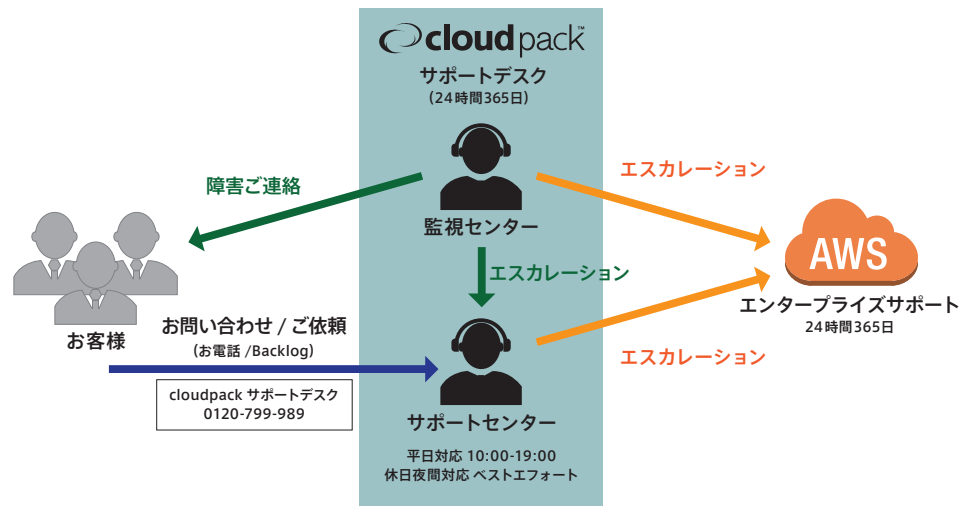 cloudpack™
サポートデスク
(24時間365日)
障害ご連絡
エスカレーション
監視センター
エスカレーション
AWS
エンタープライズサポート
24時間365日
お客様
お問い合わせ / ご依頼
(お電話 /Backlog)
cloudpack サポートデスク
0120-799-989
エスカレーション
サポートセンター
平日対応 10:00-19:00
休日夜間対応 ベストエフォート